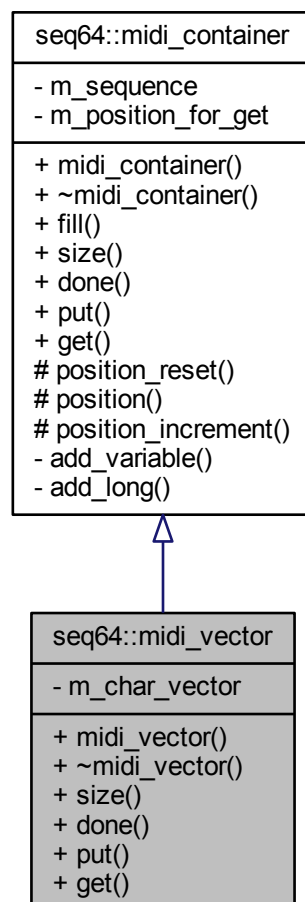 seq64::midi_container
- m_sequence
- m_position_for_get
+ midi_container()
+ ~midi_container()
+ fill()
+ size()
+ done()
+ put()
+ get()
# position_reset()
# position()
# position_increment()
- add_variable()
- add_long()
seq64::midi_vector
- m_char_vector
+ midi_vector()
+ ~midi_vector()
+ size()
+ done()
+ put()
+ get()